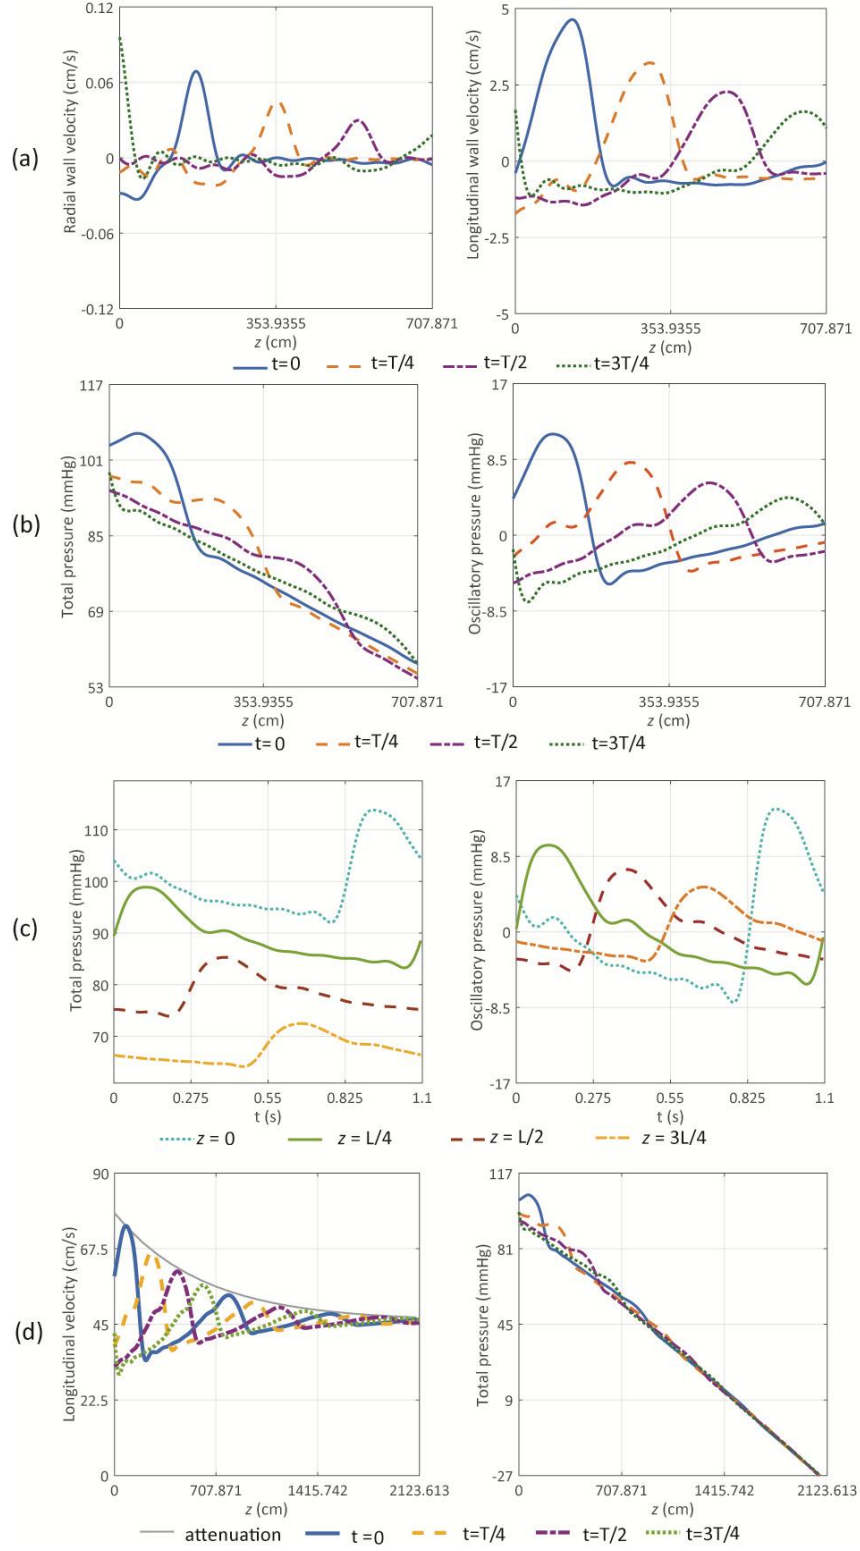 (a)
Radial wall velocity (cm/s)
0.12
0.06
0
-0.06
-0.12
0
353.9355
707.871
z (cm)
Longitudinal wall velocity (cm/s)
5
2.5
0
-2.5
-5
0
353.9355
707.871
z (cm)
t=0 t=T/4 t=T/2 t=3T/4
(b)
Total pressure (mmHg)
117
101
85
69
53
0
353.9355
707.871
z (cm)
Oscillatory pressure (mmHg)
17
8.5
0
-8.5
-17
0
353.9355
707.871
z (cm)
t=0 t=T/4 t=T/2 t=3T/4
(c)
Total pressure (mmHg)
110
100
90
80
70
0
0.275
0.55
0.825
1.1
t (s)
Oscillatory pressure (mmHg)
17
8.5
0
-8.5
-17
0
0.275
0.55
0.825
1.1
t (s)
z = 0 z = L/4 z = L/2 z = 3L/4
(d)
Longitudinal velocity (cm/s)
90
67.5
45
22.5
0
0
707.871
1415.742
2123.613
z (cm)
Total pressure (mmHg)
117
81
45
9
-27
0
707.871
1415.742
2123.613
z (cm)
attenuation t =0 t=T/4 t=T/2 t=3T/4